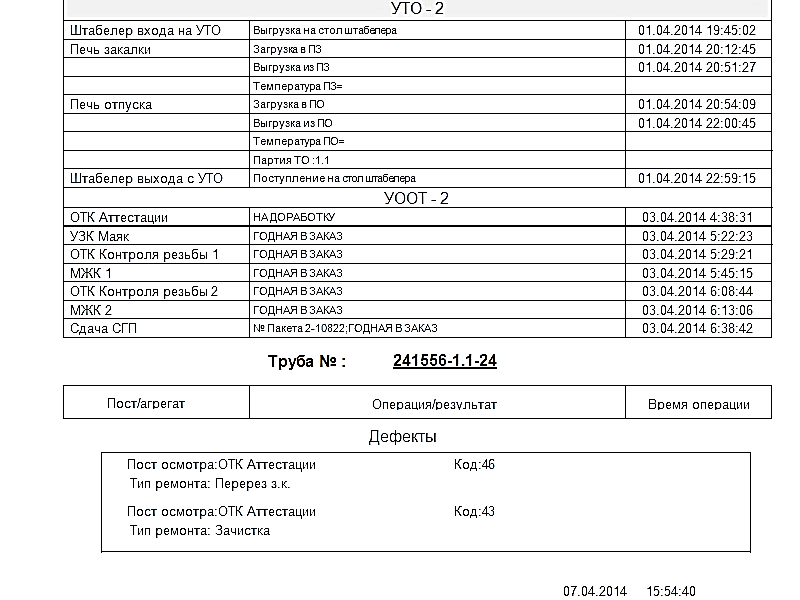 УТО - 2
Штабелер входа на УТО Выгрузка на стол штабелера 01.04.2014 19:45:02
Печь закалки Загрузка в ПЗ 01.04.2014 20:12:45
Выгрузка из ПЗ 01.04.2014 20:51:27
Температура ПЗ=
Печь отпуска Загрузка в ПО 01.04.2014 20:54:09
Выгрузка из ПО 01.04.2014 22:00:45
Температура ПО=
Партия ТО :1.1
Штабелер выхода с УТО Поступление на стол штабелера 01.04.2014 22:59:15
УООТ - 2
ОТК Аттестации НА ДОРАБОТКУ 03.04.2014 4:38:31
УЗК Маяк ГОДНАЯ В ЗАКАЗ 03.04.2014 5:22:23
ОТК Контроля резьбы 1 ГОДНАЯ В ЗАКАЗ 03.04.2014 5:29:21
МЖК 1 ГОДНАЯ В ЗАКАЗ 03.04.2014 5:45:15
ОТК Контроля резьбы 2 ГОДНАЯ В ЗАКАЗ 03.04.2014 6:08:44
МЖК 2 ГОДНАЯ В ЗАКАЗ 03.04.2014 6:13:06
Сдача СГП № Пакета 2-10822;ГОДНАЯ В ЗАКАЗ 03.04.2014 6:38:42
Труба № : 241556-1.1-24
Пост/агрегат Операция/результат Время операции
Дефекты
Пост осмотра:ОТК Аттестации Код:46
Тип ремонта: Перерез з.к.
Пост осмотра:ОТК Аттестации Код:43
Тип ремонта: Зачистка
07.04.2014 15:54:40